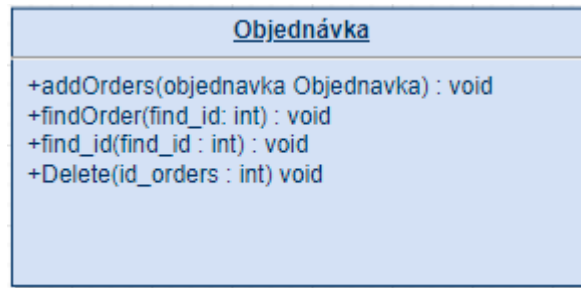 Objednávka
+addOrders(objednavka Objednavka) : void
+findOrder(find_id: int) : void
+find_id(find_id : int) : void
+Delete(id_orders : int) void